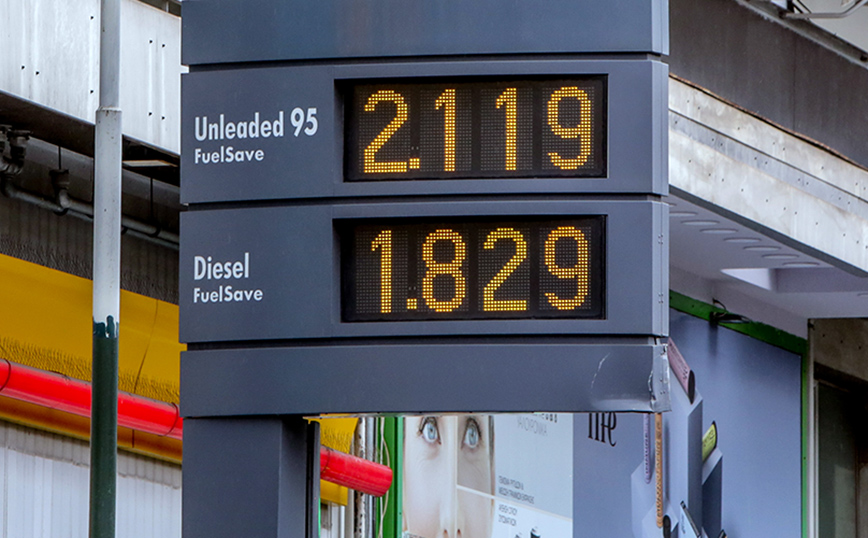 Unleaded 95
FuelSave
2.119
Diesel
FuelSave
1.829